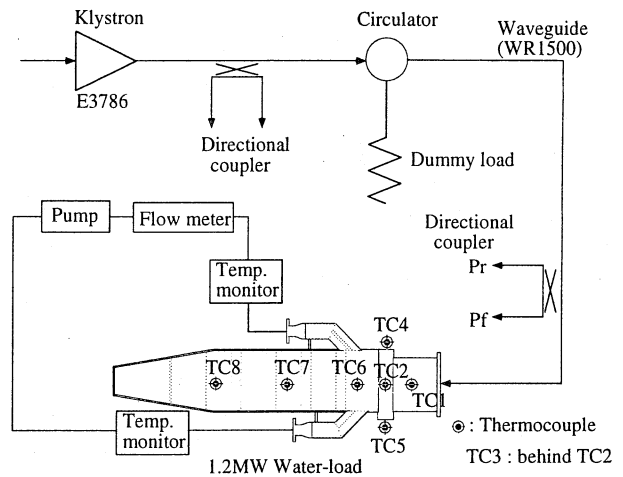 Klystron
Circulator
Waveguide
(WR1500)
E3786
Directional
coupler
Dummy load
Pump
Flow meter
Directional
coupler
Temp.
monitor
Pr
Pf
TC4
TC8
TC7
TC6
TC2
TC1
Temp.
monitor
TC5
: Thermocouple
TC3 : behind TC2
1.2MW Water-load